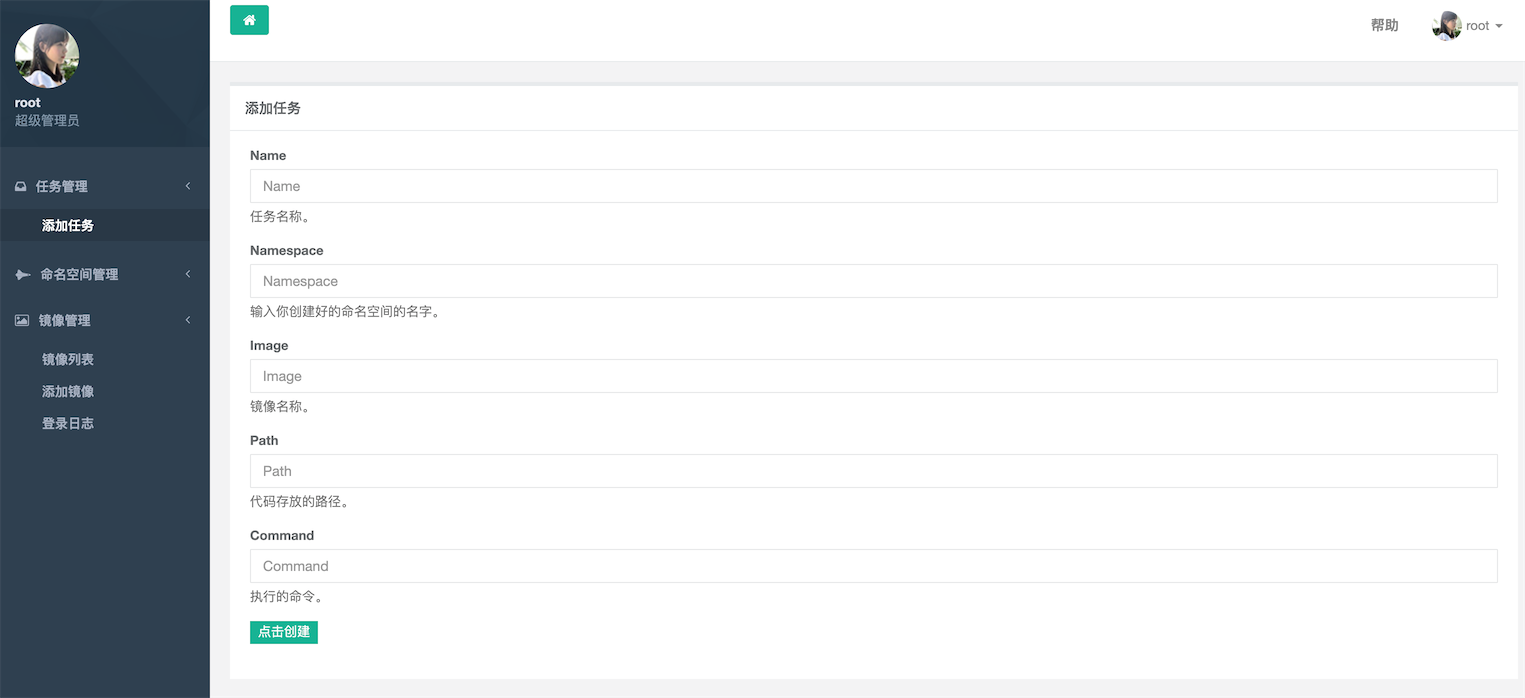 帮助
root
root
超级管理员
任务管理
添加任务
命名空间管理
镜像管理
镜像列表
添加镜像
登录日志
添加任务
Name
Name
任务名称。
Namespace
Namespace
输入你创建好的命名空间的名字。
Image
Image
镜像名称。
Path
Path
代码存放的路径。
Command
Command
执行的命令。
点击创建